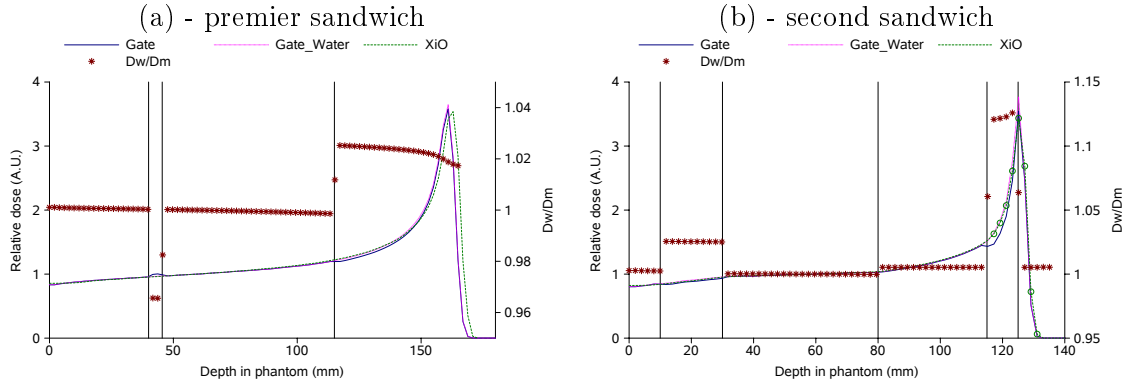 (a) - premier sandwich
Gate
Gate_Water
XiO
Dw/Dm
4
3
2
1
0
Relative dose (A.U.)
1.04
1.02
1
0.98
0.96
Dw/Dm
0
50
100
150
Depth in phantom (mm)
(b) - second sandwich
Gate
Gate_Water
XiO
Dw/Dm
4
3
2
1
0
Relative dose (A.U.)
1.15
1.1
1.05
1
0.95
Dw/Dm
0
20
40
60
80
100
120
140
Depth in phantom (mm)